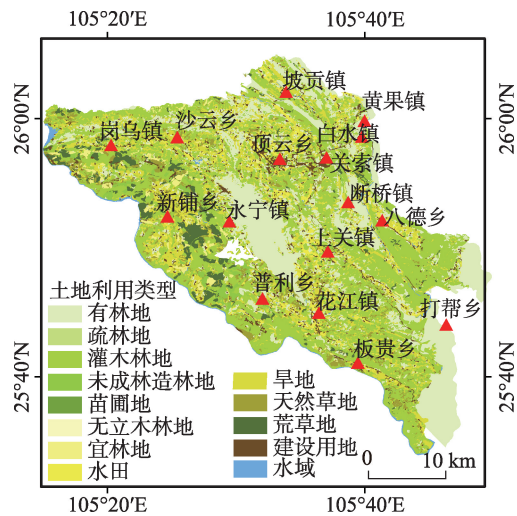 105°20′E
105°40′E
26°00′N
26°00′N
坡贡镇
黄果镇
沙云乡
岗乌镇
顶云乡
白水镇
关索镇
断桥镇
新铺乡
永宁镇
八德乡
上关镇
普利乡
花江镇
打帮乡
板贵乡
土地利用类型
有林地
疏林地
灌木林地
未成林造林地
苗圃地
无立木林地
宜林地
水田
旱地
天然草地
荒草地
建设用地
水域
0 10 km
25°40′N
25°40′N
105°20′E
105°40′E